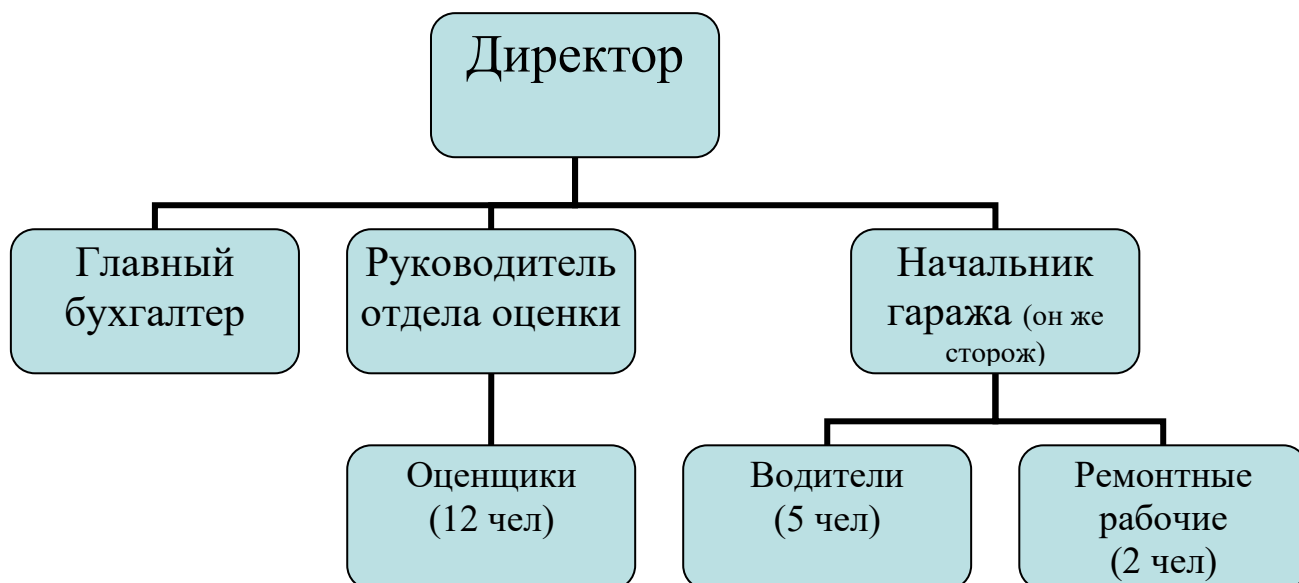 Директор
Главный
бухгалтер
Руководитель
отдела оценки
Начальник
гаража (он же
сторож)
Оценщики
(12 чел)
Водители
(5 чел)
Ремонтные
рабочие
(2 чел)